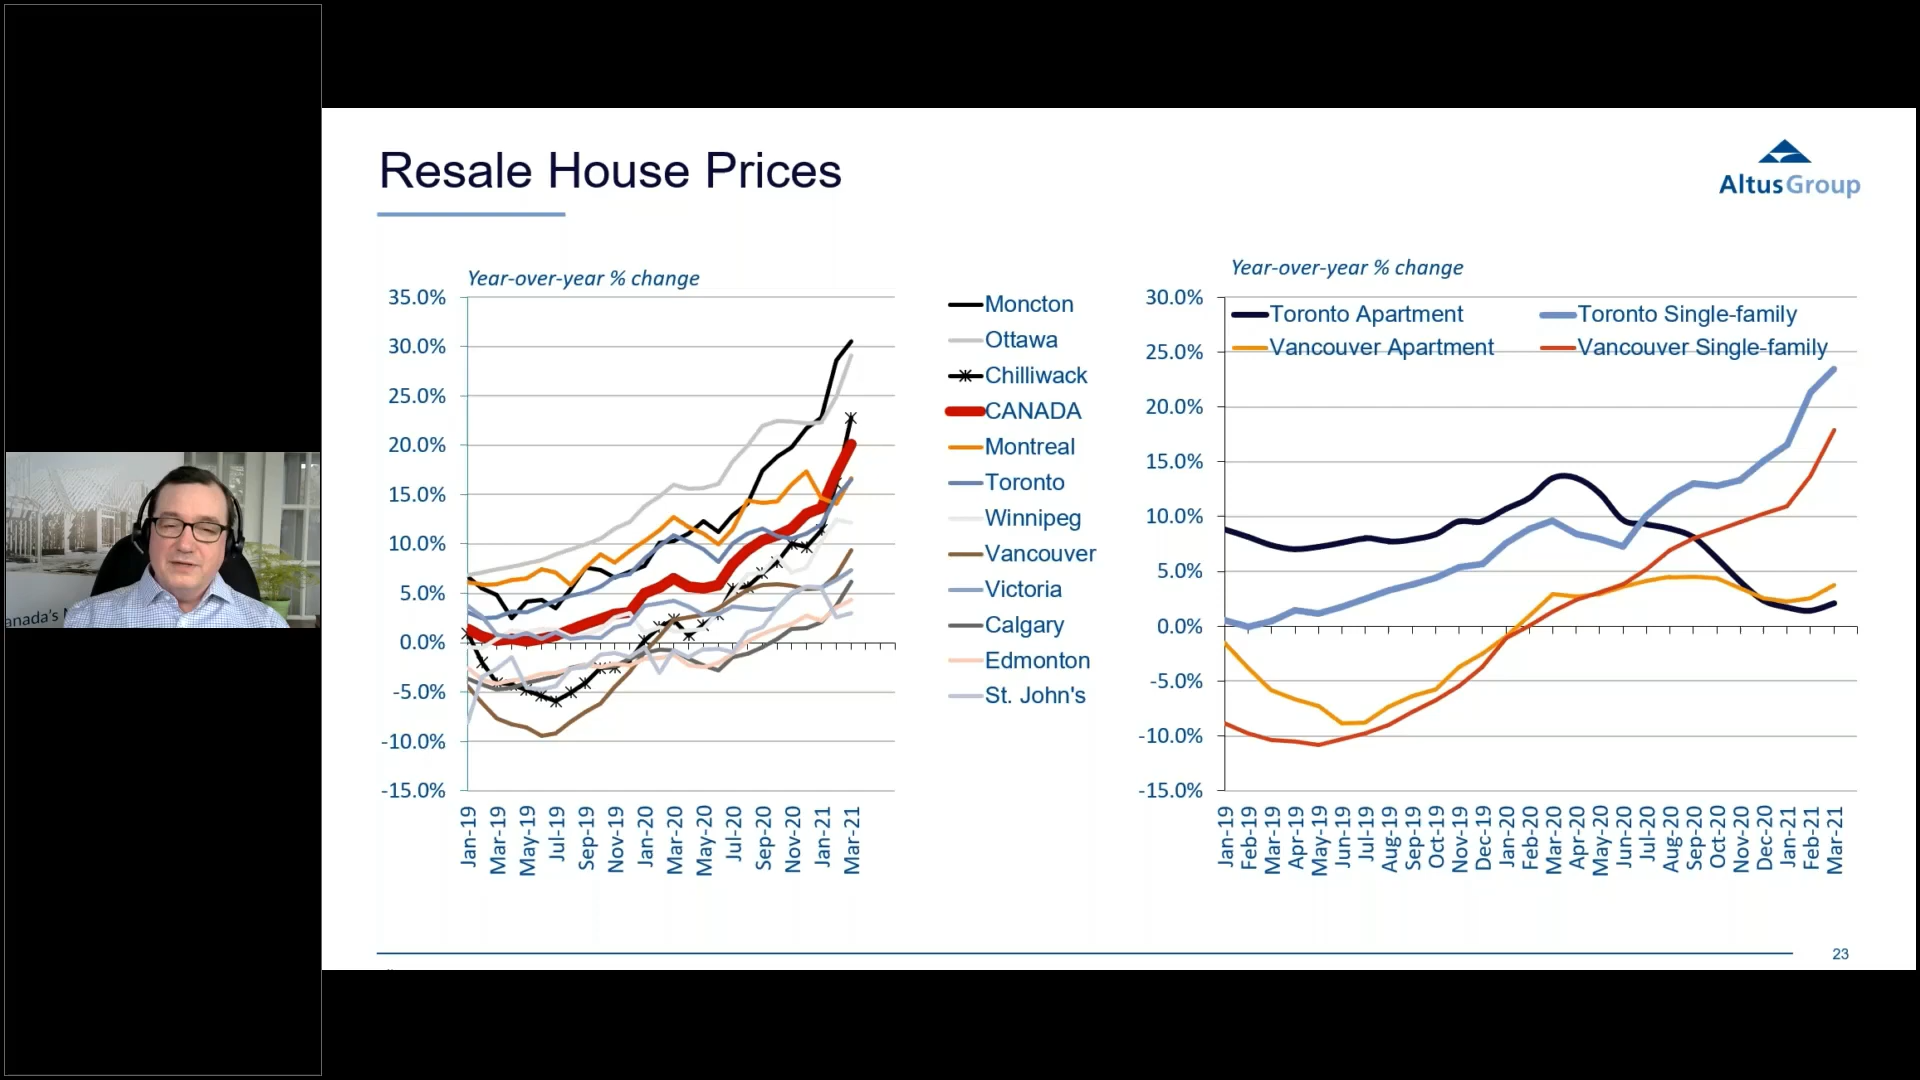 Resale House Prices
AltusGroup
Year-over-year % change
35.0%
30.0%
25.0%
20.0%
15.0%
10.0%
5.0%
0.0%
-5.0%
-10.0%
-15.0%
Jan-19
Mar-19
May-19
Jul-19
Sep-19
Nov-19
Jan-20
Mar-20
May-20
Jul-20
Sep-20
Nov-20
Jan-21
Mar-21
Moncton
Ottawa
Chilliwack
CANADA
Montreal
Toronto
Winnipeg
Vancouver
Victoria
Calgary
Edmonton
St. John's
Year-over-year % change
30.0%
25.0%
20.0%
15.0%
10.0%
5.0%
0.0%
-5.0%
-10.0%
-15.0%
Toronto Apartment
Toronto Single-family
Vancouver Apartment
Vancouver Single-family
Jan-19
Feb-19
Mar-19
Apr-19
May-19
Jun-19
Jul-19
Aug-19
Sep-19
Oct-19
Nov-19
Dec-19
Jan-20
Feb-20
Mar-20
Apr-20
May-20
Jun-20
Jul-20
Aug-20
Sep-20
Oct-20
Nov-20
Dec-20
Jan-21
Feb-21
Mar-21
anada's
23